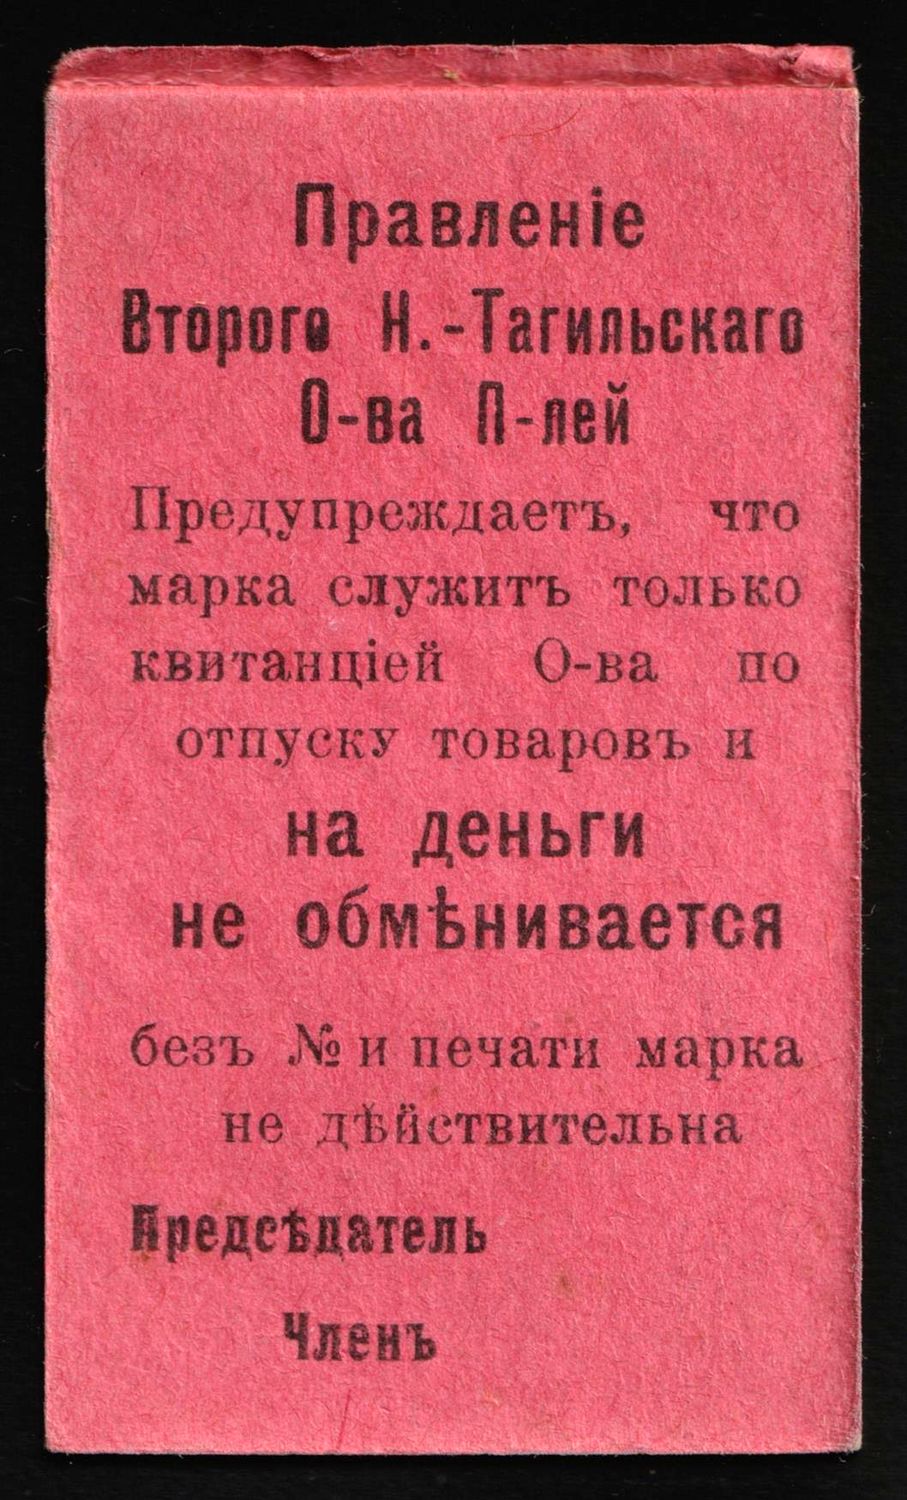 Правленіе
Второго Н.-Тагильскаго
О-ва П-лей
Предупреждаетъ, что
марка служитъ только
квитанціей О-ва по
отпуску товаровъ и
на деньги
не обмѣнивается
безъ № и печати марка
не дѣйствительна
Предсѣдатель
Членъ